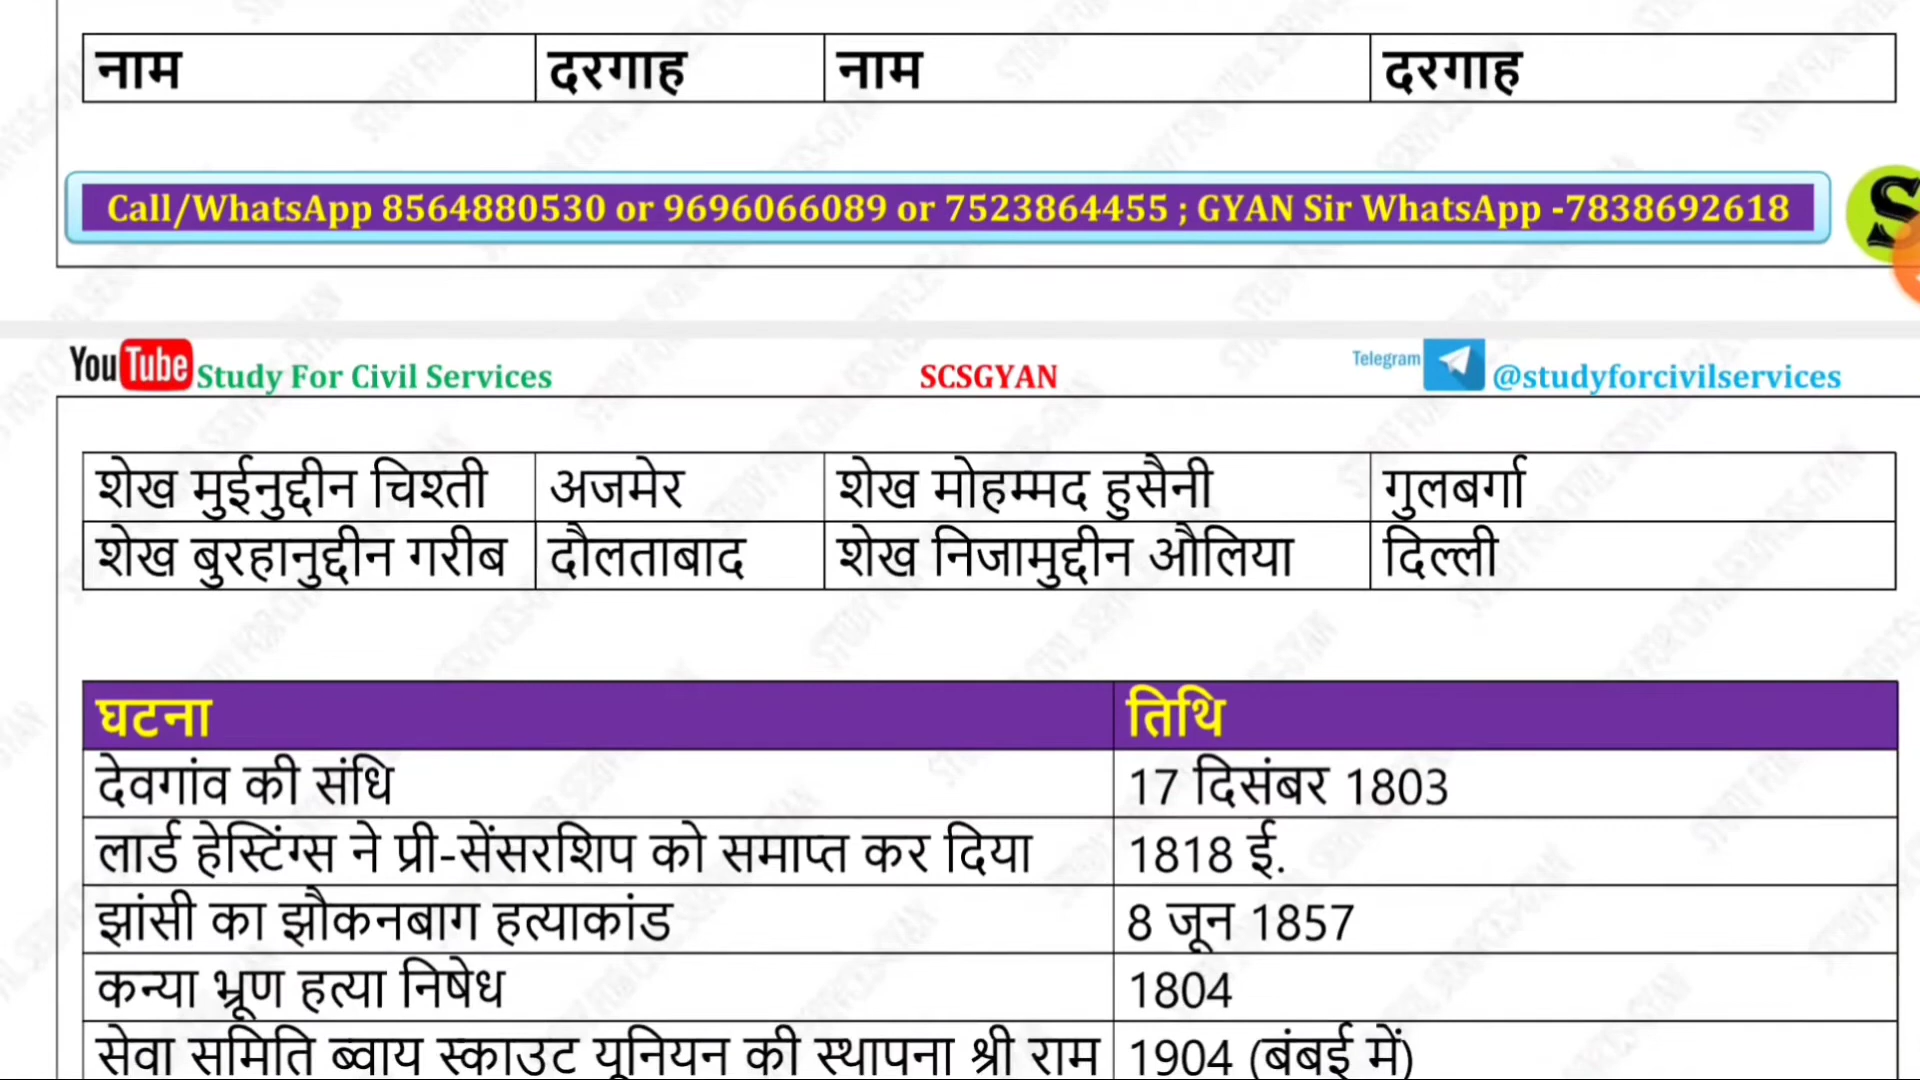 नाम दरगाह नाम दरगाह
Call/WhatsApp 8564880530 or 9696066089 or 7523864455 ; GYAN Sir WhatsApp -7838692618
YouTube Study For Civil Services SCSGYAN Telegram @studyforcivilservices
शेख मुईनुद्दीन चिश्ती अजमेर शेख मोहम्मद हुसैनी गुलबर्गा
शेख बुरहानुद्दीन गरीब दौलताबाद शेख निजामुद्दीन औलिया दिल्ली
घटना तिथि
देवगांव की संधि 17 दिसंबर 1803
लार्ड हेस्टिंग्स ने प्री-सेंसरशिप को समाप्त कर दिया 1818 ई.
झांसी का झौकनबाग हत्याकांड 8 जून 1857
कन्या भ्रूण हत्या निषेध 1804
सेवा समिति ब्वाय स्काउट यूनियन की स्थापना श्री राम 1904 (बंबई में)